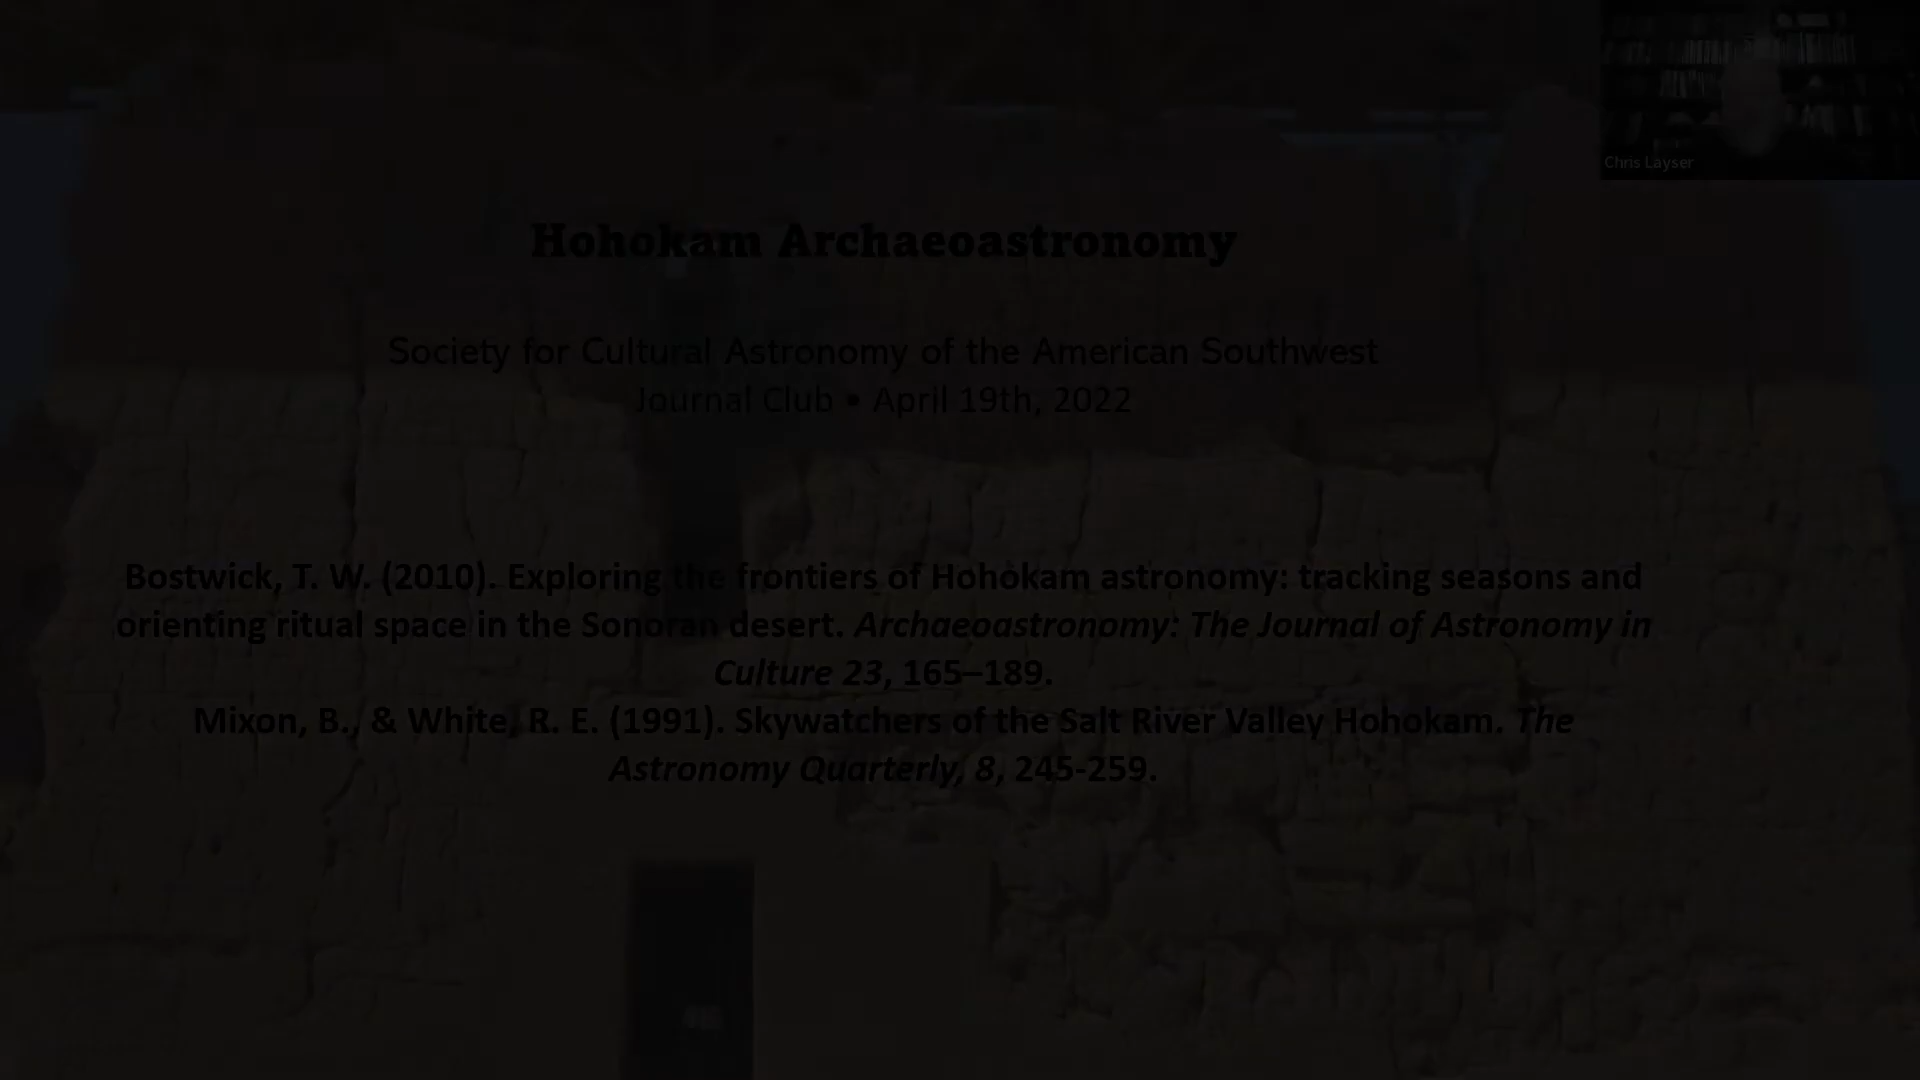 Chris Layser
Hohokam Archaeoastronomy
Society for Cultural Astronomy of the American Southwest
Journal Club • April 19th, 2022
Bostwick, T. W. (2010). Exploring the frontiers of Hohokam astronomy: tracking seasons and
orienting ritual space in the Sonoran desert. Archaeoastronomy: The Journal of Astronomy in
Culture 23, 165–189.
Mixon, B., & White, R. E. (1991). Skywatchers of the Salt River Valley Hohokam. The
Astronomy Quarterly, 8, 245-259.